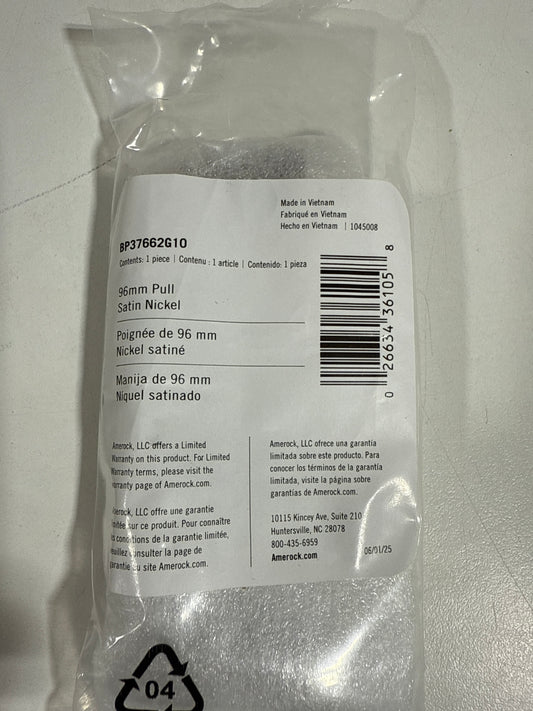 Made in Vietnam
Fabriqué en Vietnam
Hecho en Vietnam | 1045008
BP37662G10
Contents: 1 piece | Contenu : 1 article | Contenido: 1 pieza
96mm Pull
Satin Nickel
Poignée de 96 mm
Nickel satiné
Manija de 96 mm
Níquel satinado
0 26634 36105 8
Amerock, LLC offers a Limited
Warranty on this product. For Limited
Warranty terms, please visit the
warranty page of Amerock.com.
Amerock, LLC offre une garantie
limitée sur ce produit. Pour connaître
les conditions de la garantie limitée,
veuillez consulter la page de
garantie du site Amerock.com.
Amerock, LLC ofrece una garantía
limitada sobre este producto. Para
conocer los términos de la garantía
limitada, visite la página sobre
garantías de Amerock.com.
10115 Kincey Ave, Suite 210
Huntersville, NC 28078
800-435-6959
Amerock.com
06/01/25
04